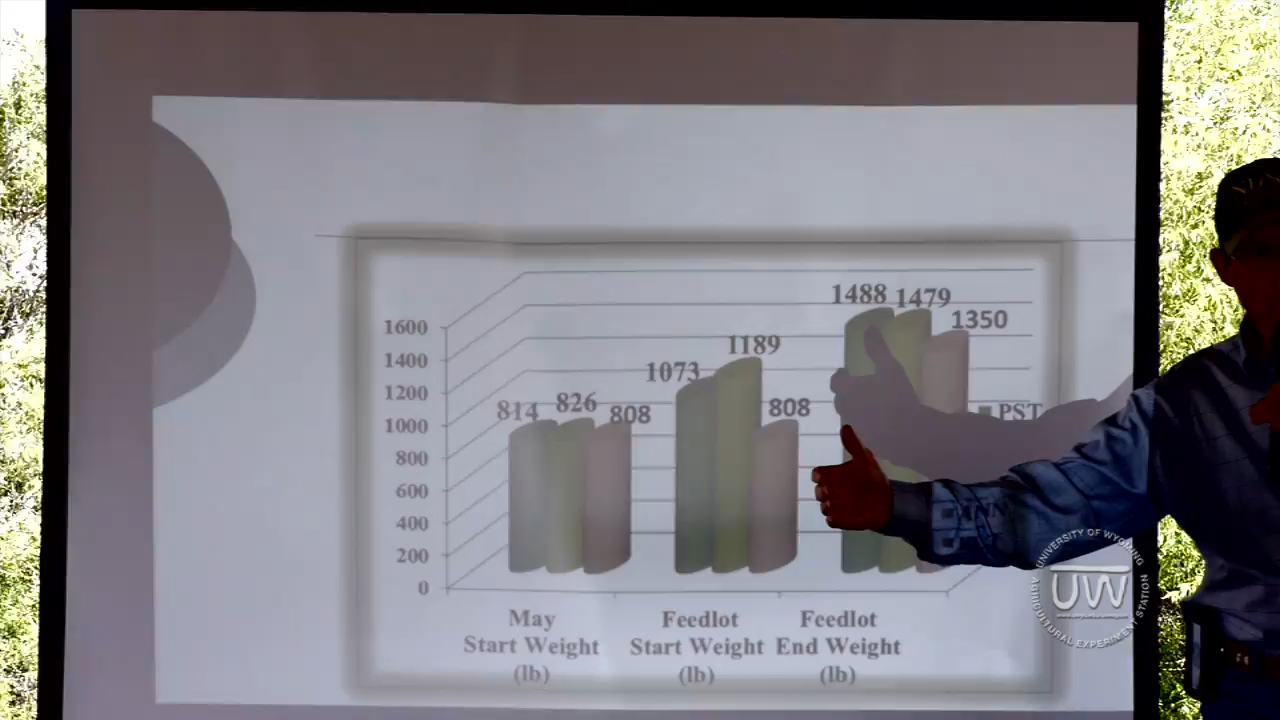 1600
1400
1200
1000
800
600
400
200
0
814
826
808
1073
1189
808
1488
1479
1350
PST
May
Start Weight
(lb)
Feedlot
Start Weight
(lb)
Feedlot
End Weight
(lb)
UNIVERSITY OF WYOMING
UW
AGRICULTURAL EXPERIMENT STATION